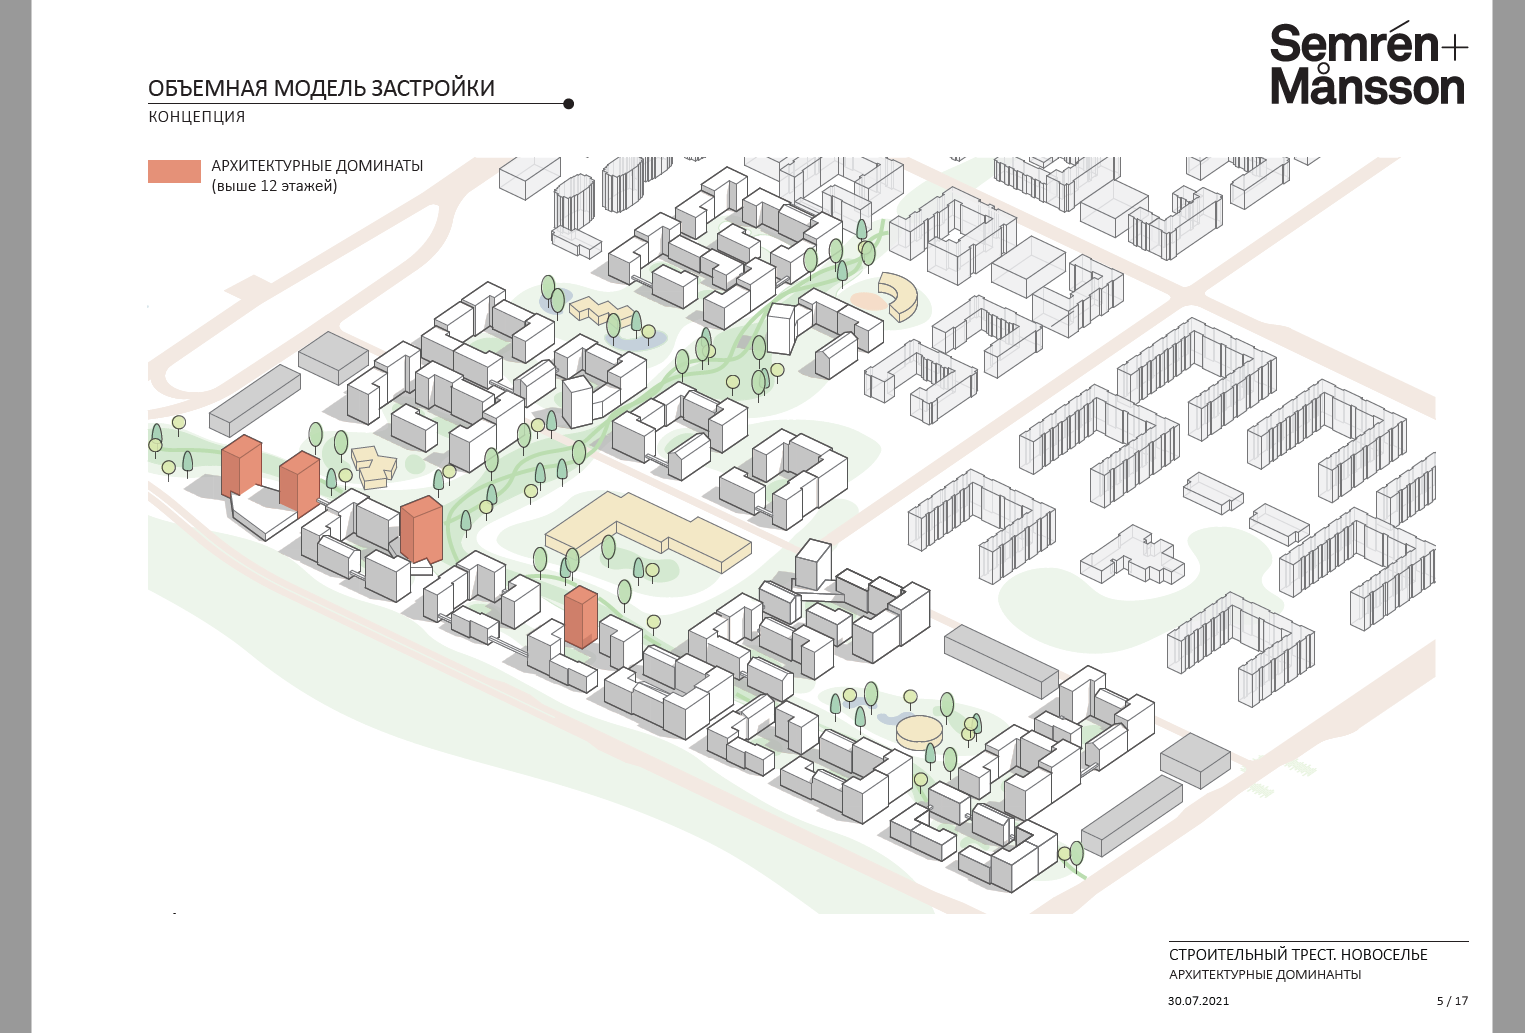 Semrén+
Månsson
ОБЪЕМНАЯ МОДЕЛЬ ЗАСТРОЙКИ
КОНЦЕПЦИЯ
АРХИТЕКТУРНЫЕ ДОМИНАТЫ
(выше 12 этажей)
СТРОИТЕЛЬНЫЙ ТРЕСТ. НОВОСЕЛЬЕ
АРХИТЕКТУРНЫЕ ДОМИНАНТЫ
30.07.2021 5 / 17